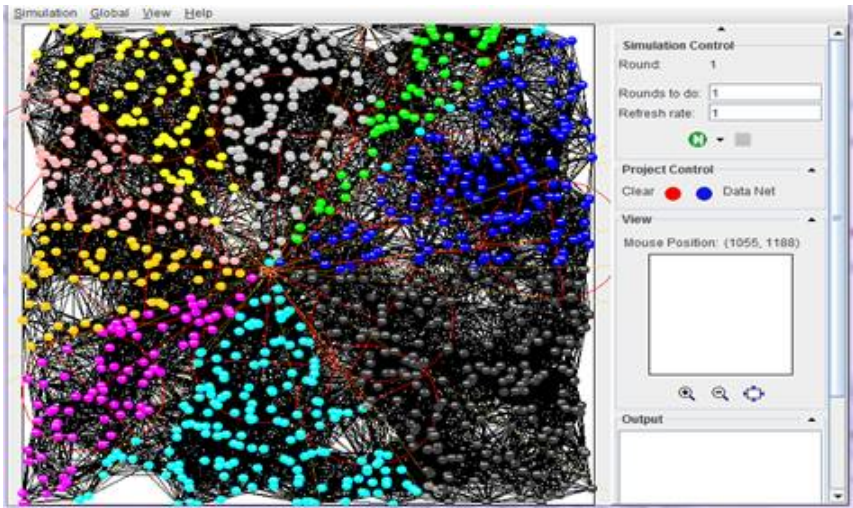 Simulation Global View Help
Simulation Control
Round: 1
Rounds to do: 1
Refresh rate: 1
Project Control
Clear Data Net
View
Mouse Position: (1055, 1188)
Output